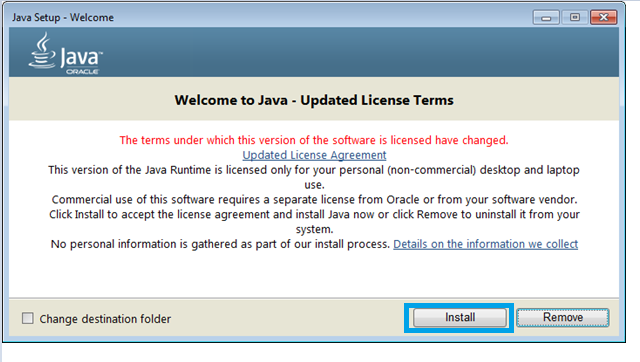 Java Setup - Welcome
Java™
ORACLE
Welcome to Java - Updated License Terms
The terms under which this version of the software is licensed have changed.
Updated License Agreement
This version of the Java Runtime is licensed only for your personal (non-commercial) desktop and laptop
use.
Commercial use of this software requires a separate license from Oracle or from your software vendor.
Click Install to accept the license agreement and install Java now or click Remove to uninstall it from your
system.
No personal information is gathered as part of our install process. Details on the information we collect
Change destination folder
Install
Remove